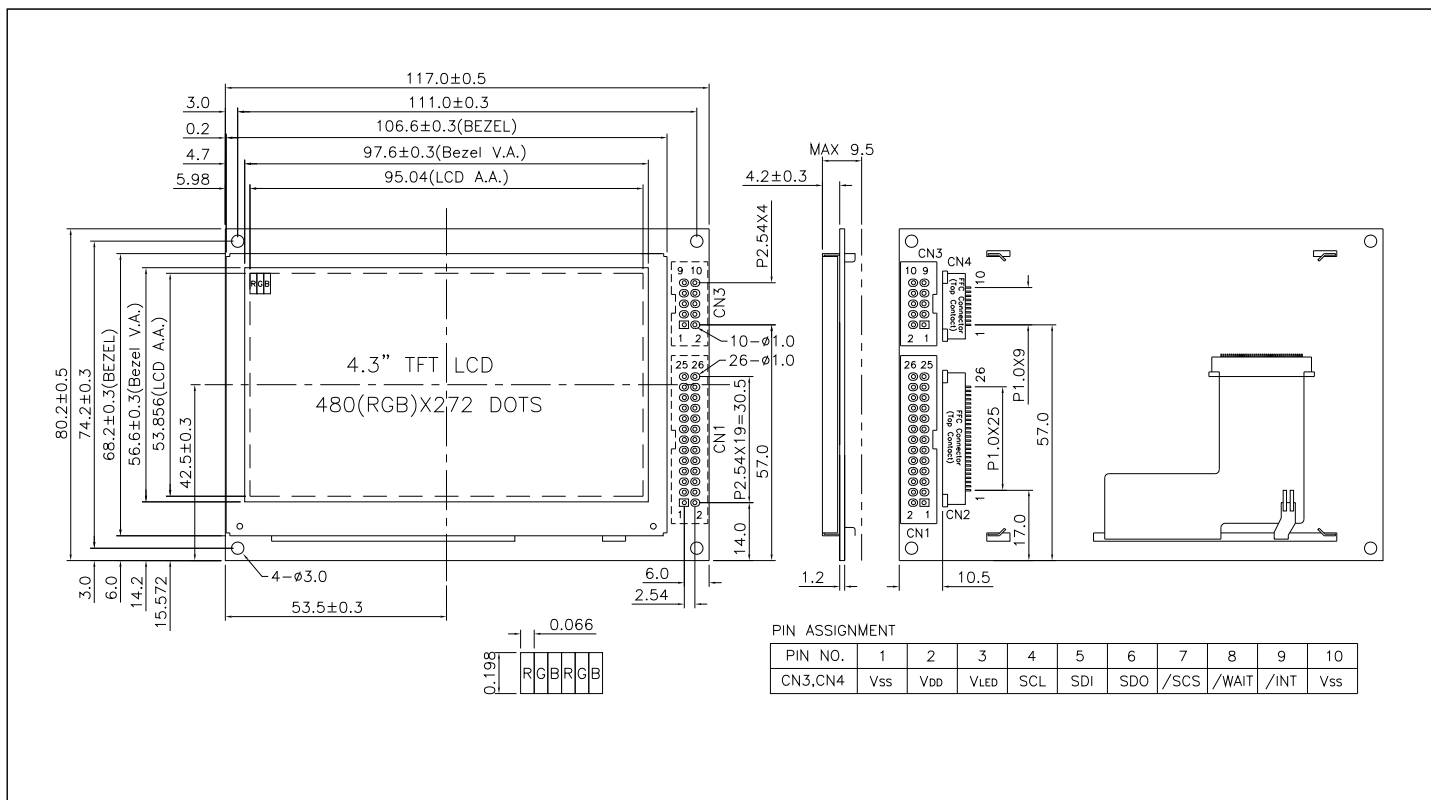 117.0±0.5
3.0
111.0±0.3
0.2
106.6±0.3(BEZEL)
4.7
97.6±0.3(Bezel V.A.)
5.98
95.04(LCD A.A.)
80.2±0.5
74.2±0.3
68.2±0.3(BEZEL)
56.6±0.3(Bezel V.A.)
53.856(LCD A.A.)
42.5±0.3
RGB
4.3” TFT LCD
480(RGB)X272 DOTS
9 10
CN3
1 2
10-ø1.0
26-ø1.0
25 26
CN1
1 2
P2.54X4
P2.54X19=30.5
57.0
14.0
3.0
6.0
14.2
15.572
4-ø3.0
53.5±0.3
6.0
2.54
MAX 9.5
4.2±0.3
1.2
CN3
CN4
10 9
2 1
FFC Connector
(Top Contact)
10
1
P1.0X9
26 25
2 1
CN1
FFC Connector
(Top Contact)
26
1
CN2
P1.0X25
57.0
17.0
10.5
0.066
0.198
RGBRGB
PIN ASSIGNMENT
PIN NO. 1 2 3 4 5 6 7 8 9 10
CN3,CN4 VSS VDD VLED SCL SDI SDO /SCS /WAIT /INT VSS